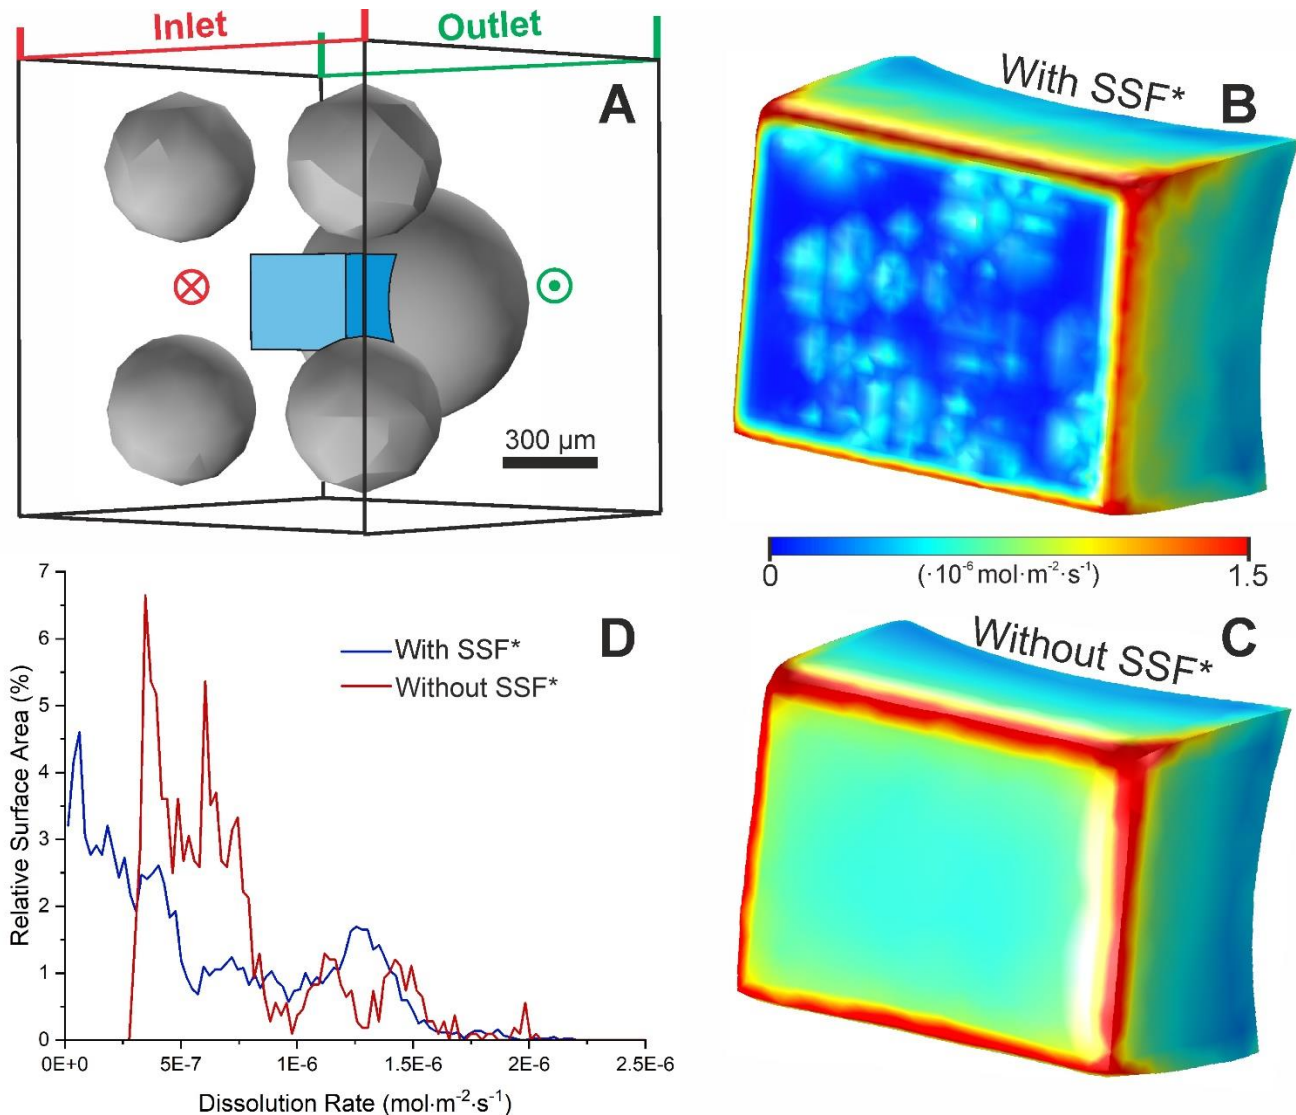 Inlet
Outlet
A
300 µm
With SSF*
B
0
(·10⁻⁶ mol·m⁻²·s⁻¹)
1.5
Without SSF*
C
D
With SSF*
Without SSF*
Relative Surface Area (%)
7
6
5
4
3
2
1
0
0E+0
5E-7
1E-6
1.5E-6
2E-6
2.5E-6
Dissolution Rate (mol·m⁻²·s⁻¹)